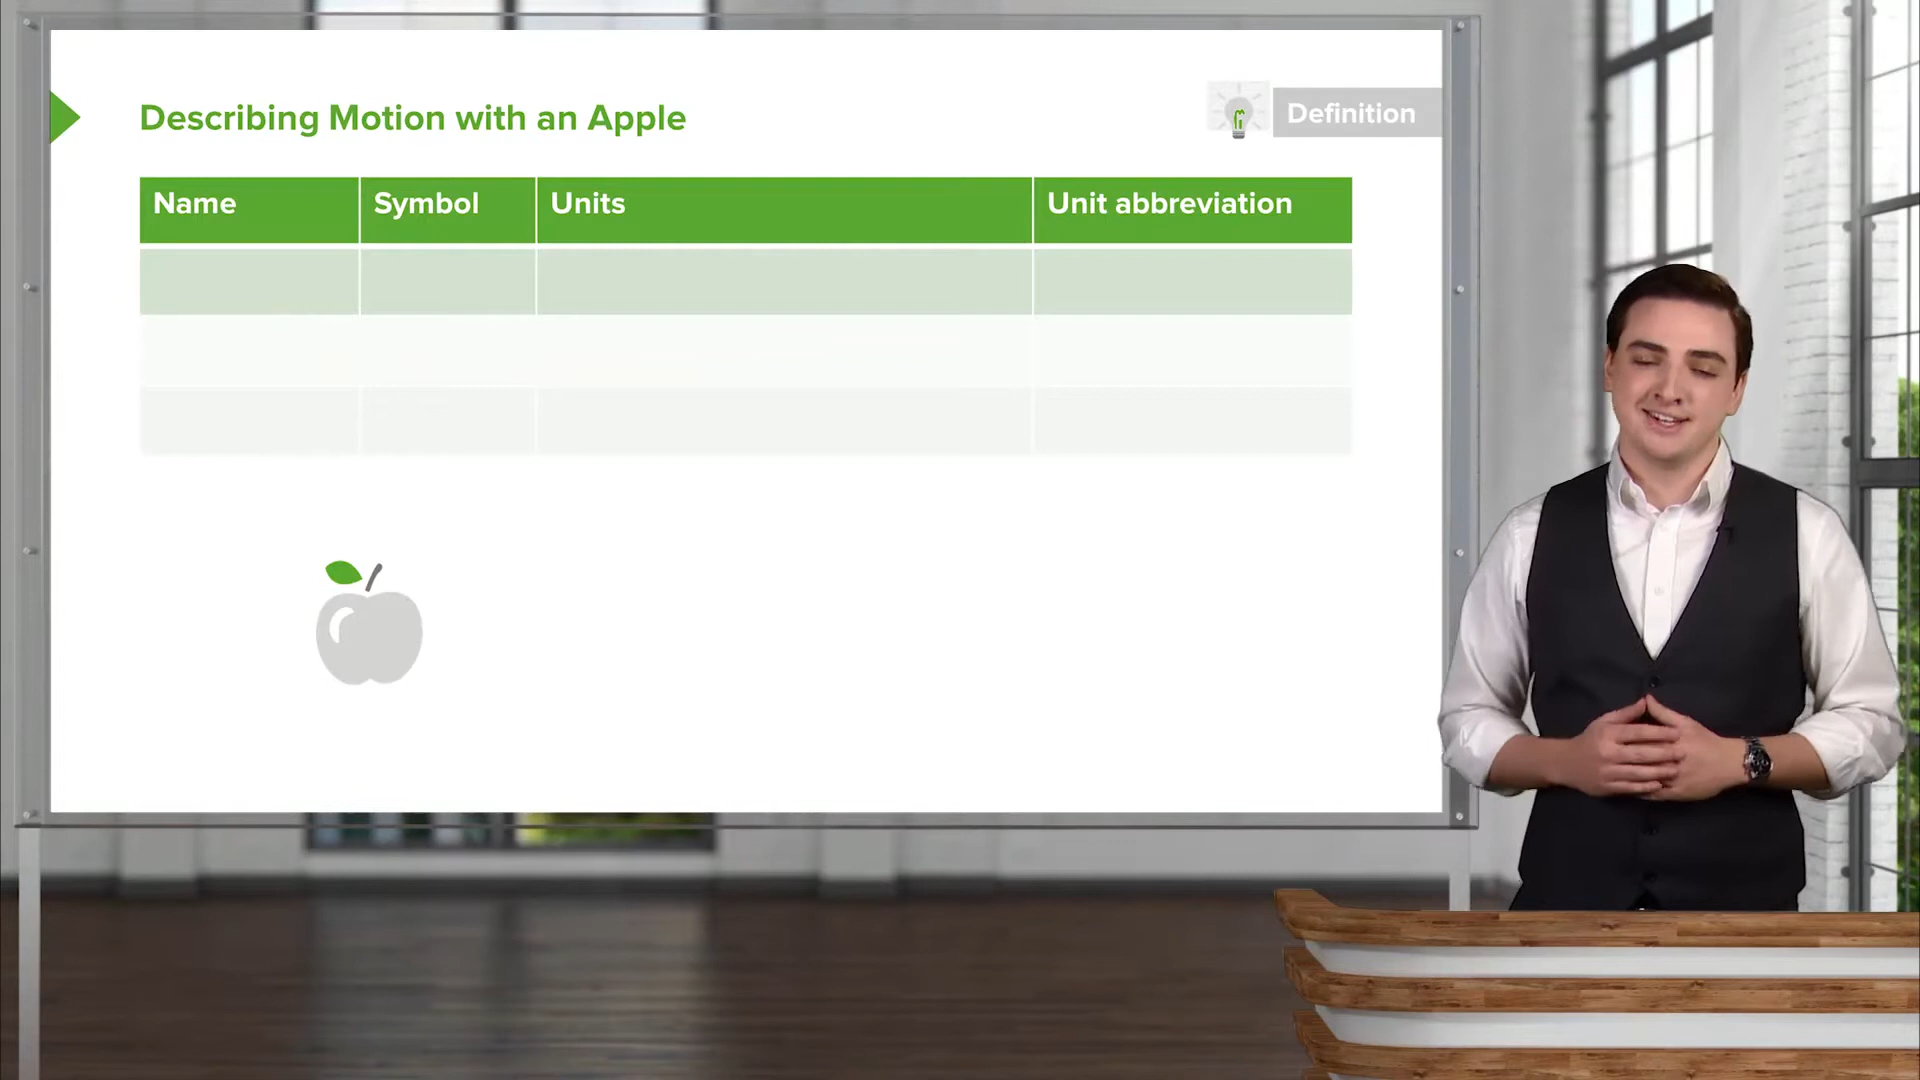 Describing Motion with an Apple
Definition
Name Symbol Units Unit abbreviation